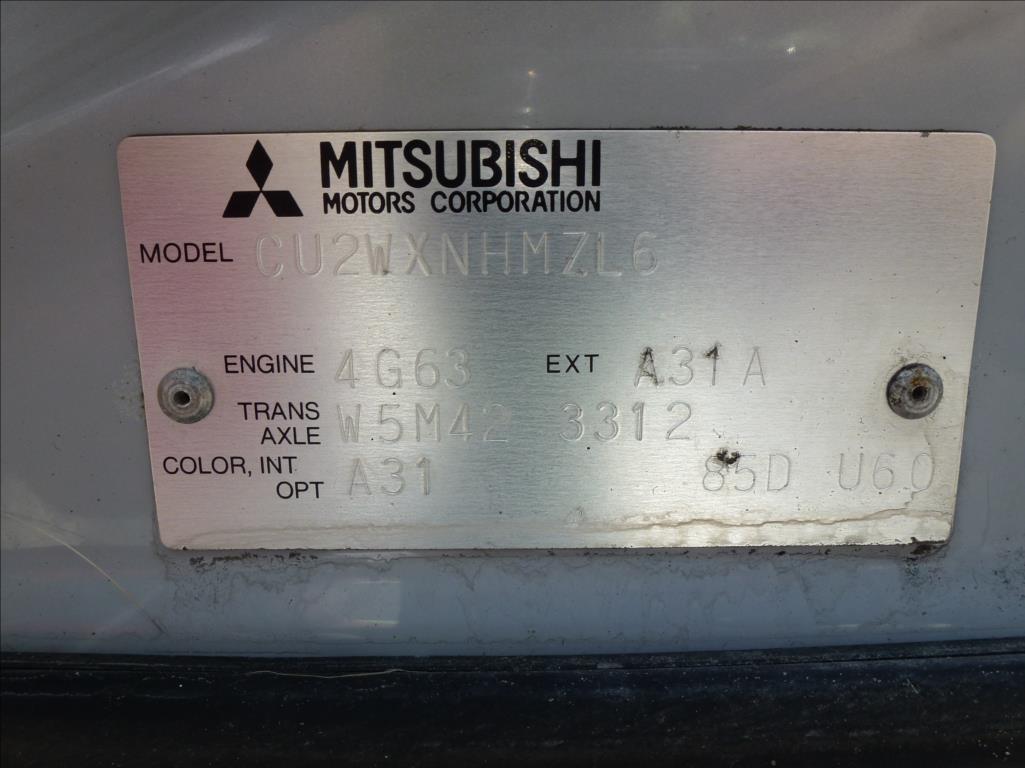 MITSUBISHI
MOTORS CORPORATION
MODEL CU2WXNHMZL6
ENGINE 4G63 EXT A31A
TRANS AXLE W5M42 3312
COLOR, INT OPT A31 85D U60